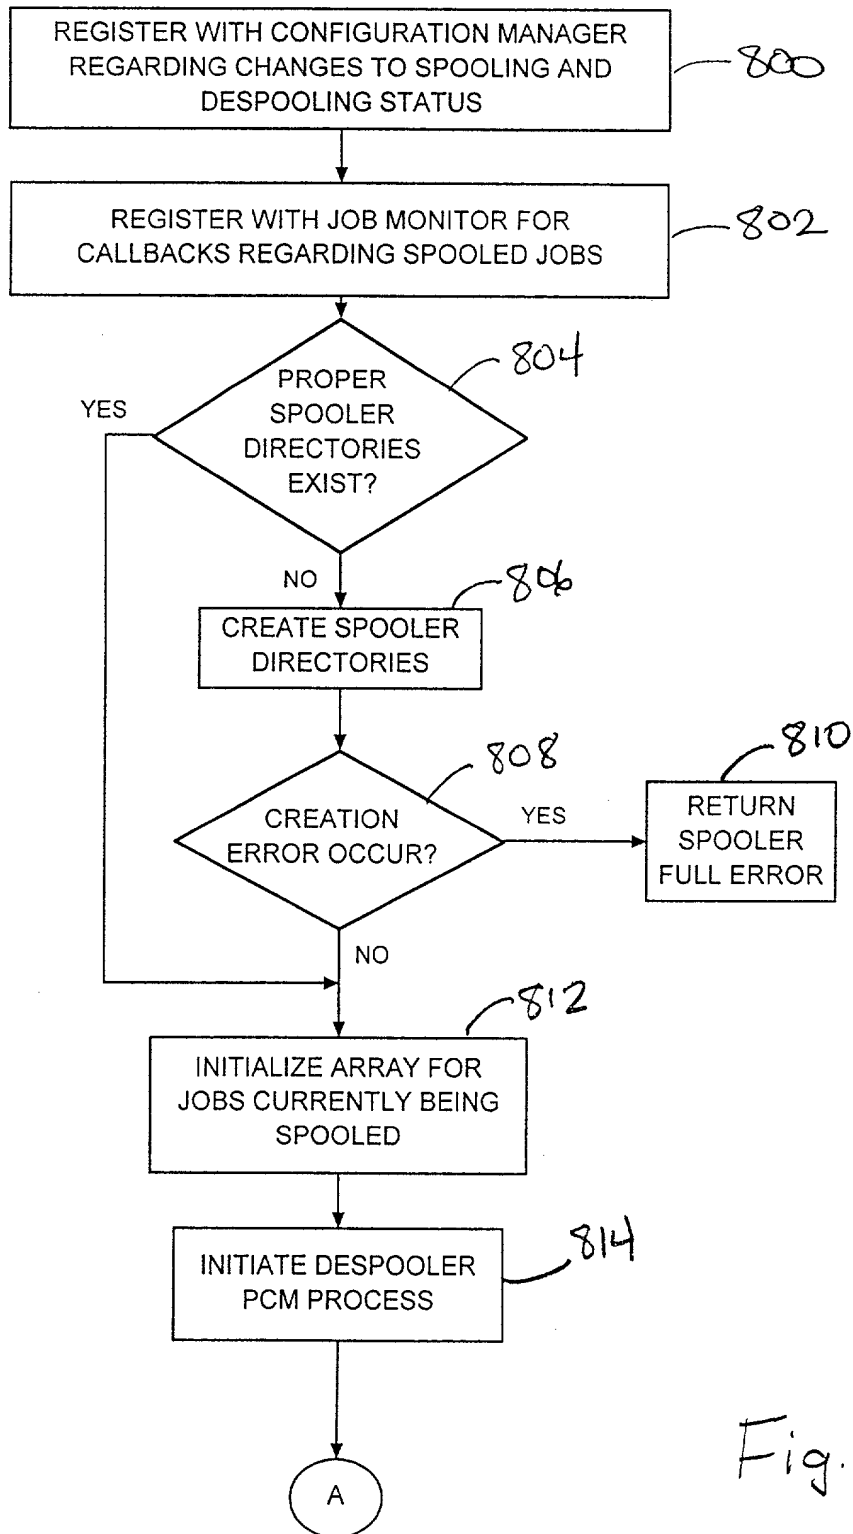 REGISTER WITH CONFIGURATION MANAGER
REGARDING CHANGES TO SPOOLING AND
DESPOOLING STATUS
800
REGISTER WITH JOB MONITOR FOR
CALLBACKS REGARDING SPOOLED JOBS
802
804
PROPER
SPOOLER
DIRECTORIES
EXIST?
YES
NO
806
CREATE SPOOLER
DIRECTORIES
808
CREATION
ERROR OCCUR?
YES
810
RETURN
SPOOLER
FULL ERROR
NO
812
INITIALIZE ARRAY FOR
JOBS CURRENTLY BEING
SPOOLED
814
INITIATE DESPOOLER
PCM PROCESS
A
Fig.